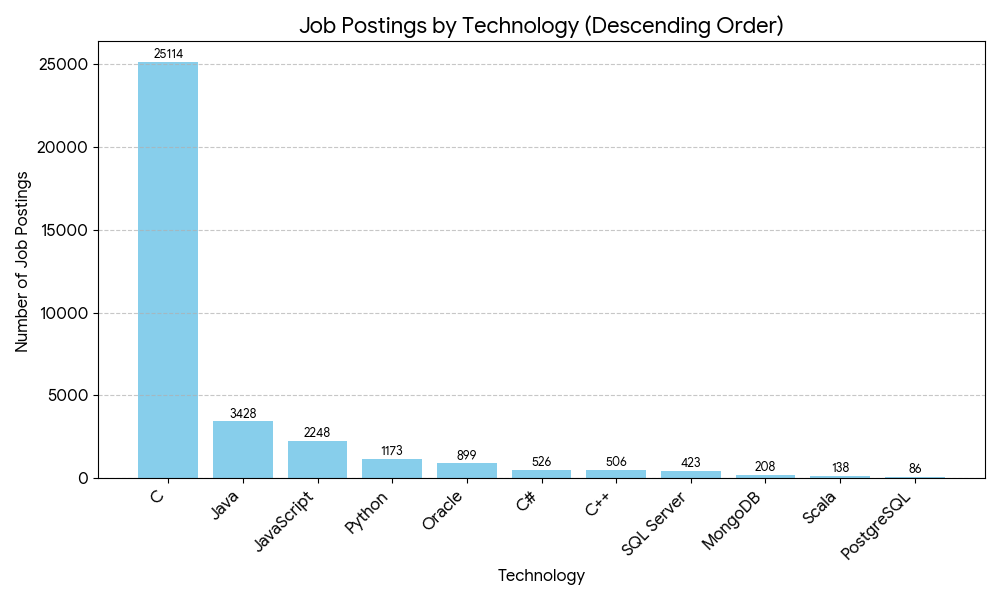 Job Postings by Technology (Descending Order)
Number of Job Postings
25000
20000
15000
10000
5000
0
25114
3428
2248
1173
899
526
506
423
208
138
86
C
Java
JavaScript
Python
Oracle
C#
C++
SQL Server
MongoDB
Scala
PostgreSQL
Technology